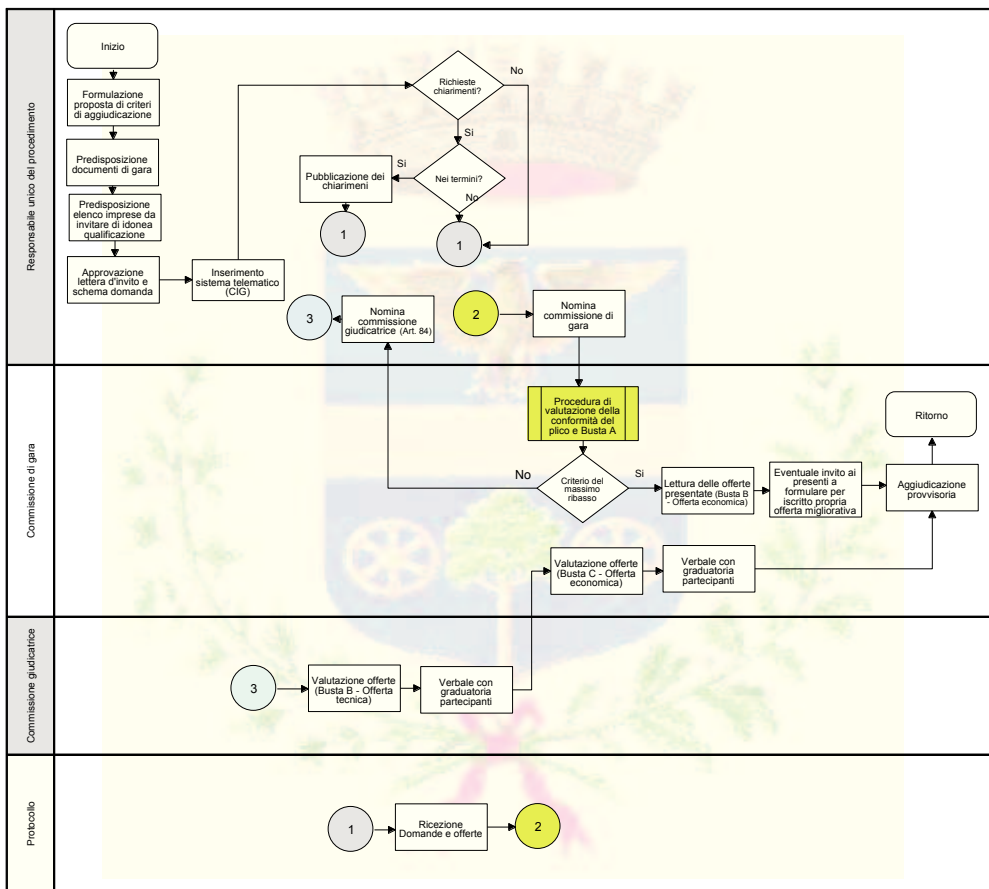 Responsabile unico del procedimento
Inizio
Formulazione
proposta di criteri
di aggiudicazione
Predisposizione
documenti di gara
Predisposizione
elenco imprese da
invitare di idonea
qualificazione
Approvazione
lettera d'invito e
schema domanda
Inserimento
sistema telematico
(CIG)
Richieste
chiarimenti?
No
Si
Nei termini?
Si
No
Pubblicazione dei
chiarimeni
1
1
3
Nomina
commissione
giudicatrice (Art. 84)
2
Nomina
commissione di
gara
Commissione di gara
Procedura di
valutazione della
conformità del
plico e Busta A
Criterio del
massimo
ribasso
No
Si
Lettura delle offerte
presentate (Busta B
- Offerta economica)
Eventuale invito ai
presenti a
formulare per
iscritto propria
offerta migliorativa
Aggiudicazione
provvisoria
Ritorno
Valutazione offerte
(Busta C - Offerta
economica)
Verbale con
graduatoria
partecipanti
Commissione giudicatrice
3
Valutazione offerte
(Busta B - Offerta
tecnica)
Verbale con
graduatoria
partecipanti
Protocollo
1
Ricezione
Domande e offerte
2